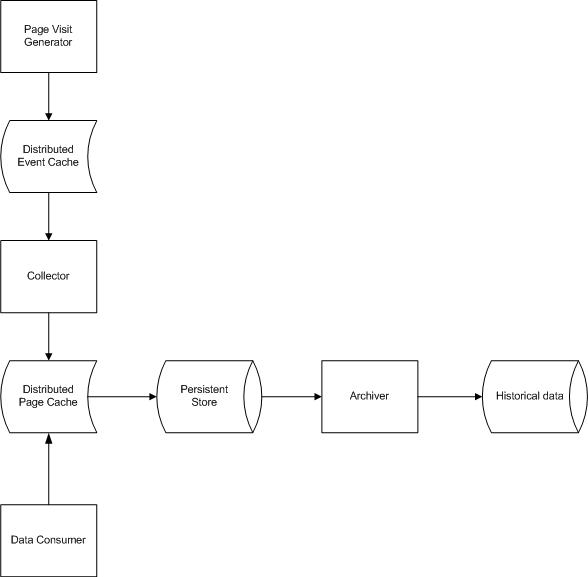 Page Visit
Generator
Distributed
Event Cache
Collector
Distributed
Page Cache
Persistent
Store
Archiver
Historical data
Data Consumer